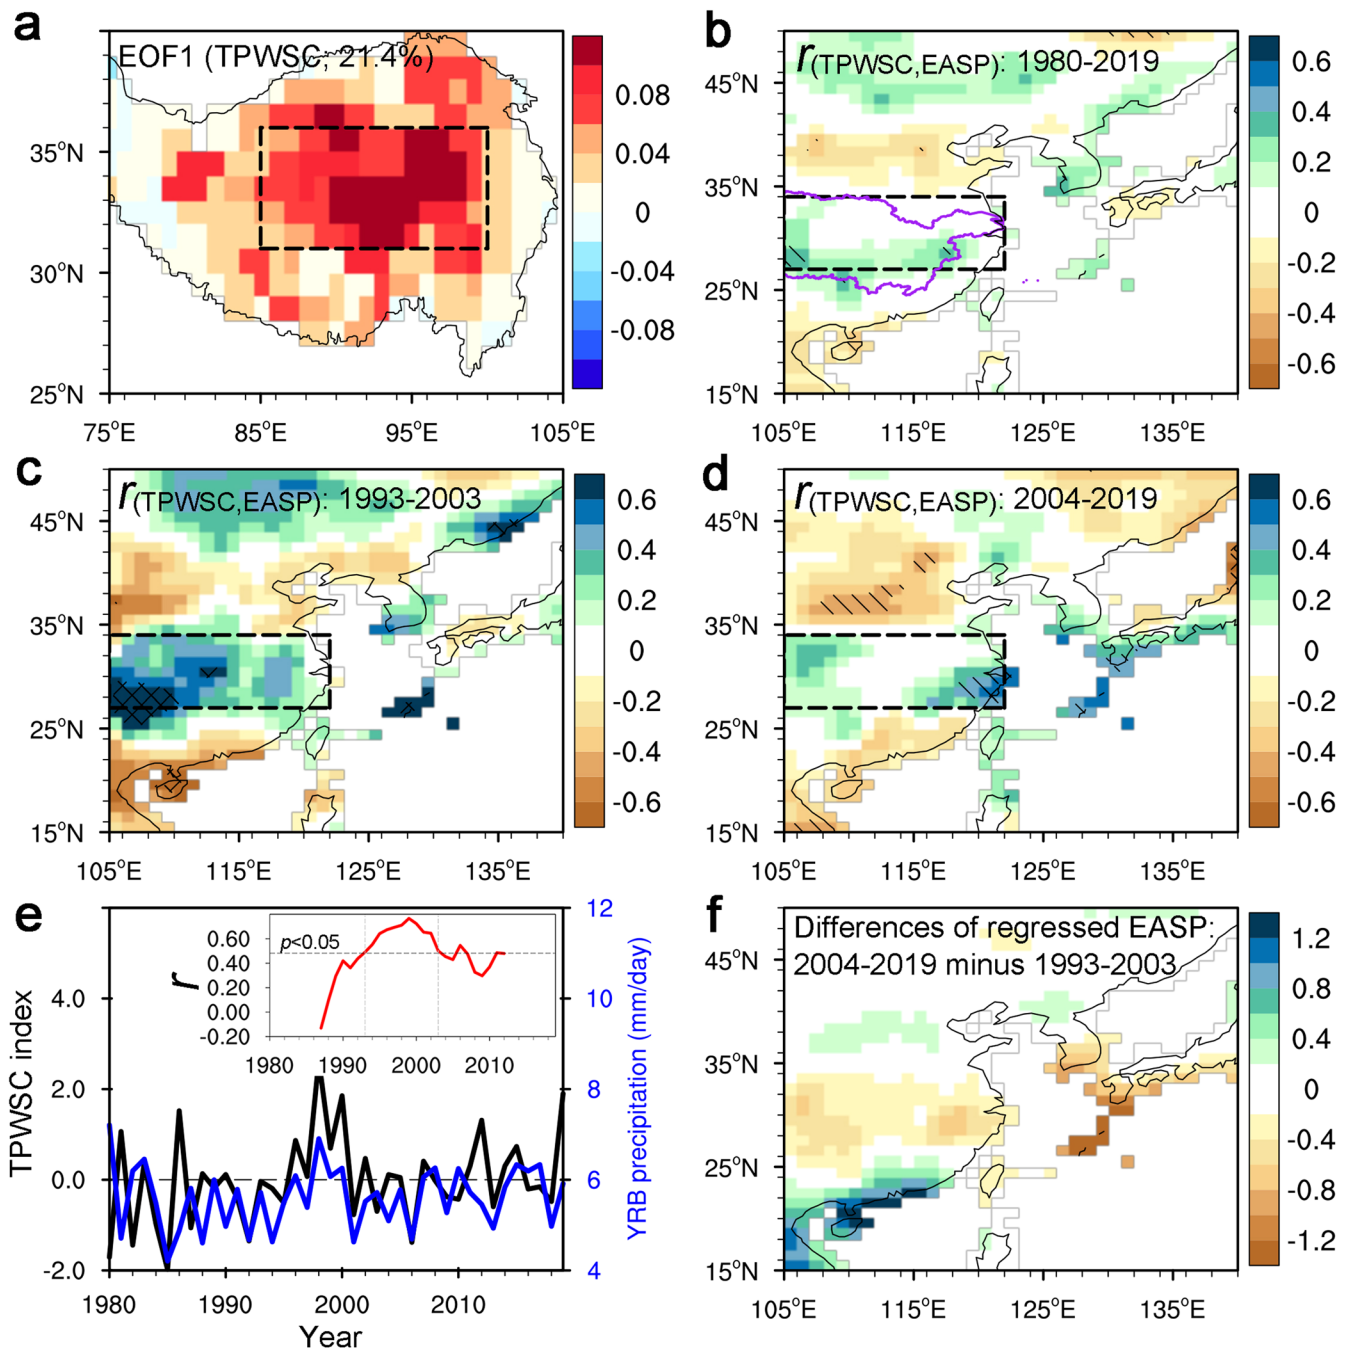 a
EOF1 (TPWSC; 21.4%)
35°N
30°N
25°N
75°E 85°E 95°E 105°E
0.08
0.04
0
-0.04
-0.08
b
r(TPWSC,EASP): 1980-2019
45°N
35°N
25°N
15°N
105°E 115°E 125°E 135°E
0.6
0.4
0.2
0
-0.2
-0.4
-0.6
c
r(TPWSC,EASP): 1993-2003
45°N
35°N
25°N
15°N
105°E 115°E 125°E 135°E
0.6
0.4
0.2
0
-0.2
-0.4
-0.6
d
r(TPWSC,EASP): 2004-2019
45°N
35°N
25°N
15°N
105°E 115°E 125°E 135°E
0.6
0.4
0.2
0
-0.2
-0.4
-0.6
e
TPWSC index
4.0
2.0
0.0
-2.0
1980 1990 2000 2010
Year
r
0.60
0.40
0.20
0.00
-0.20
p<0.05
1980 1990 2000 2010
12
10
8
6
4
YRB precipitation (mm/day)
f
Differences of regressed EASP:
2004-2019 minus 1993-2003
45°N
35°N
25°N
15°N
105°E 115°E 125°E 135°E
1.2
0.8
0.4
0
-0.4
-0.8
-1.2